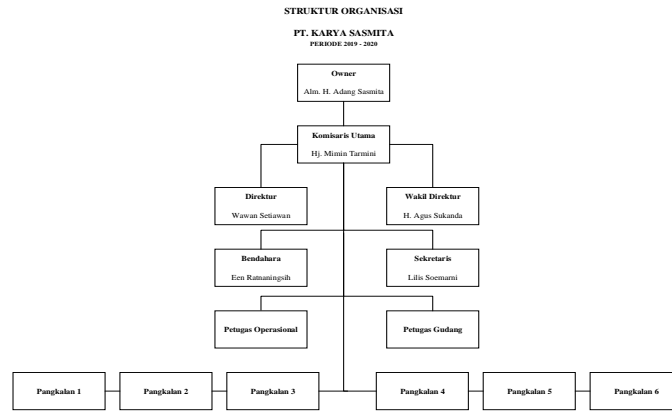 STRUKTUR ORGANISASI
PT. KARYA SASMITA
PERIODE 2019 - 2020
Owner
Alm. H. Adang Sasmita
Komisaris Utama
Hj. Mimin Tarmini
Direktur
Wawan Setiawan
Wakil Direktur
H. Agus Sukanda
Bendahara
Een Ratnaningsih
Sekretaris
Lilis Soemarni
Petugas Operasional
Petugas Gudang
Pangkalan 1
Pangkalan 2
Pangkalan 3
Pangkalan 4
Pangkalan 5
Pangkalan 6